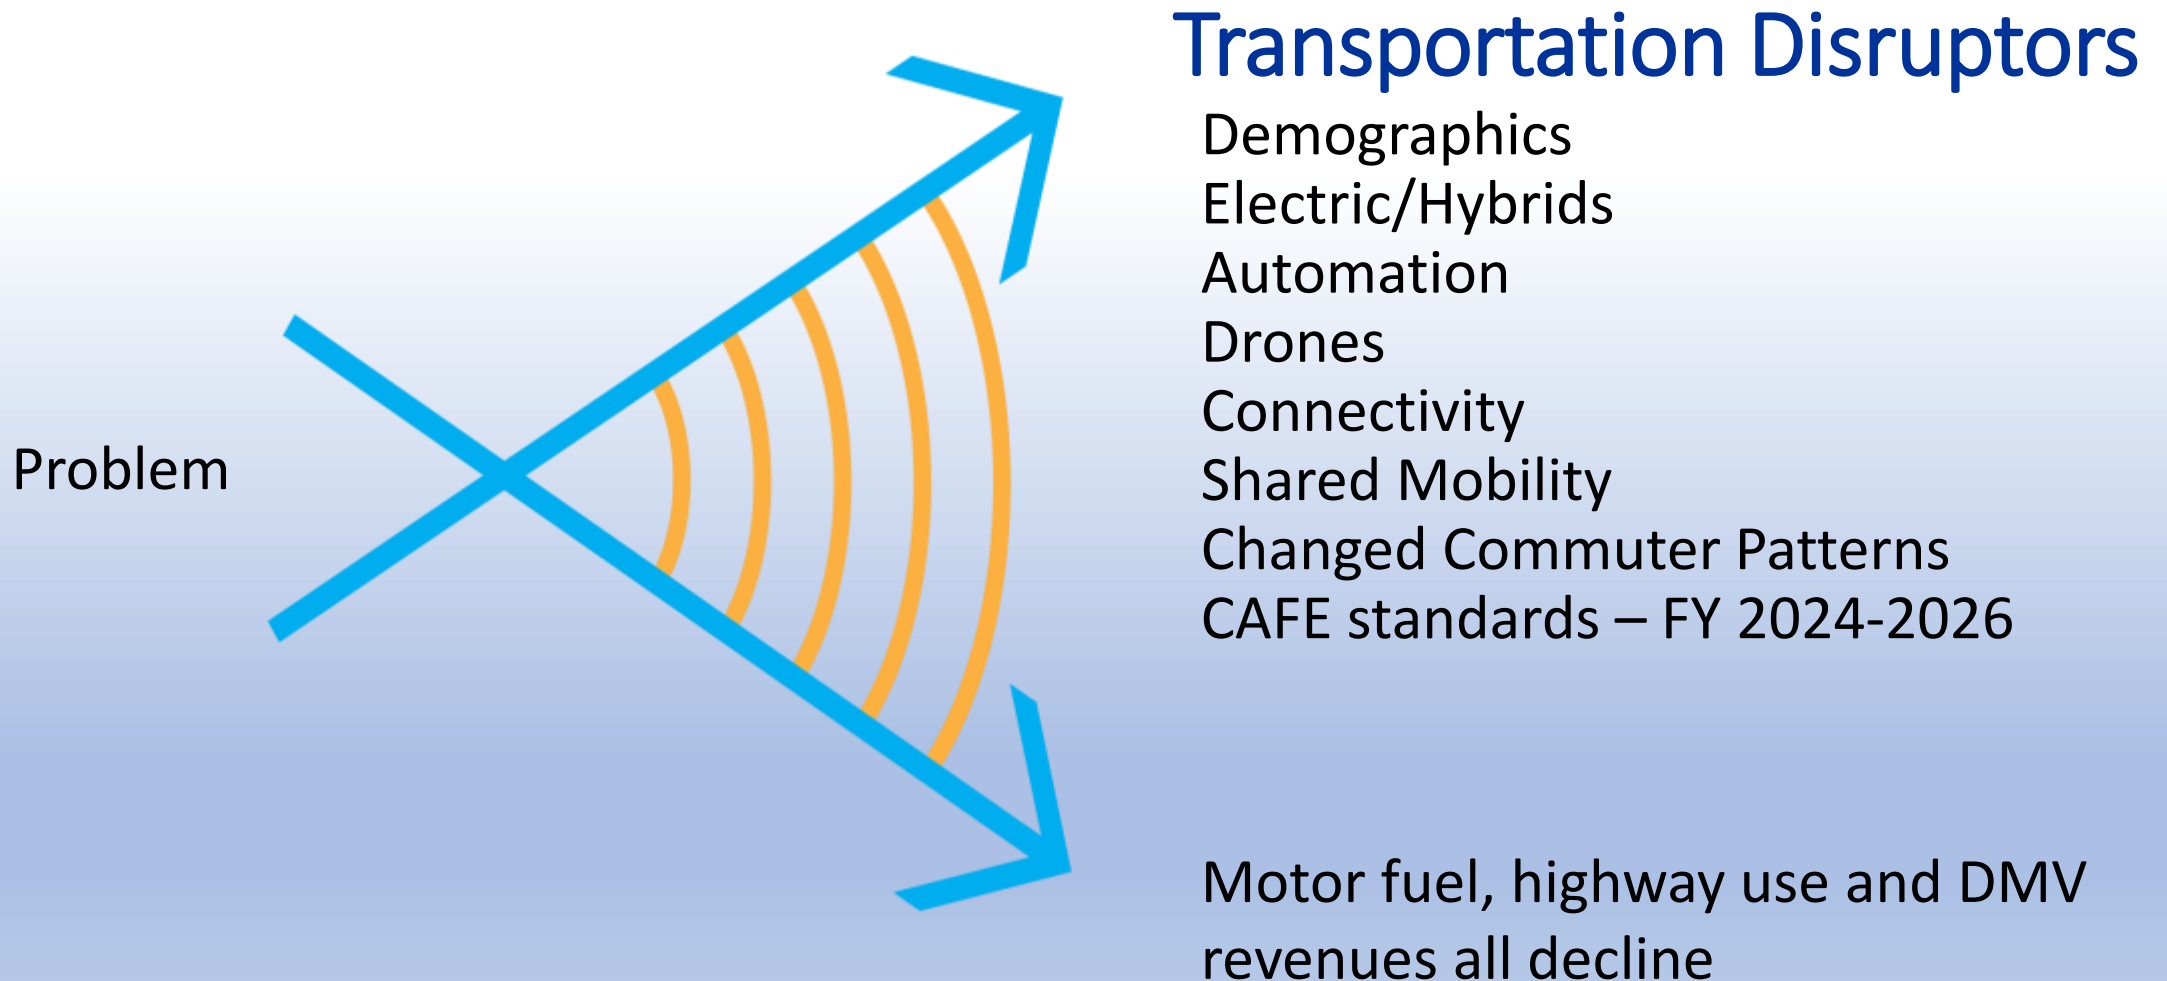 Transportation Disruptors
Demographics
Electric/Hybrids
Automation
Drones
Connectivity
Problem
Shared Mobility
Changed Commuter Patterns
CAFE standards – FY 2024-2026
Motor fuel, highway use and DMV
revenues all decline